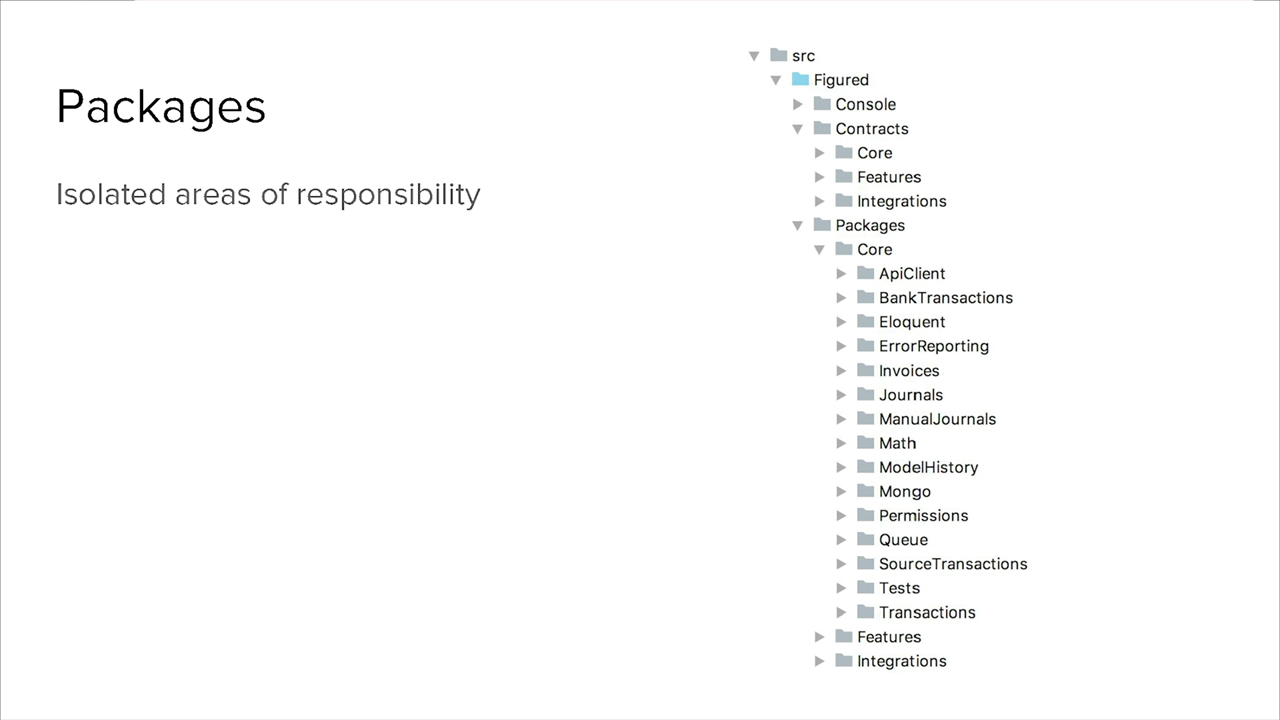 Packages
Isolated areas of responsibility
src
Figured
Console
Contracts
Core
Features
Integrations
Packages
Core
ApiClient
BankTransactions
Eloquent
ErrorReporting
Invoices
Journals
ManualJournals
Math
ModelHistory
Mongo
Permissions
Queue
SourceTransactions
Tests
Transactions
Features
Integrations